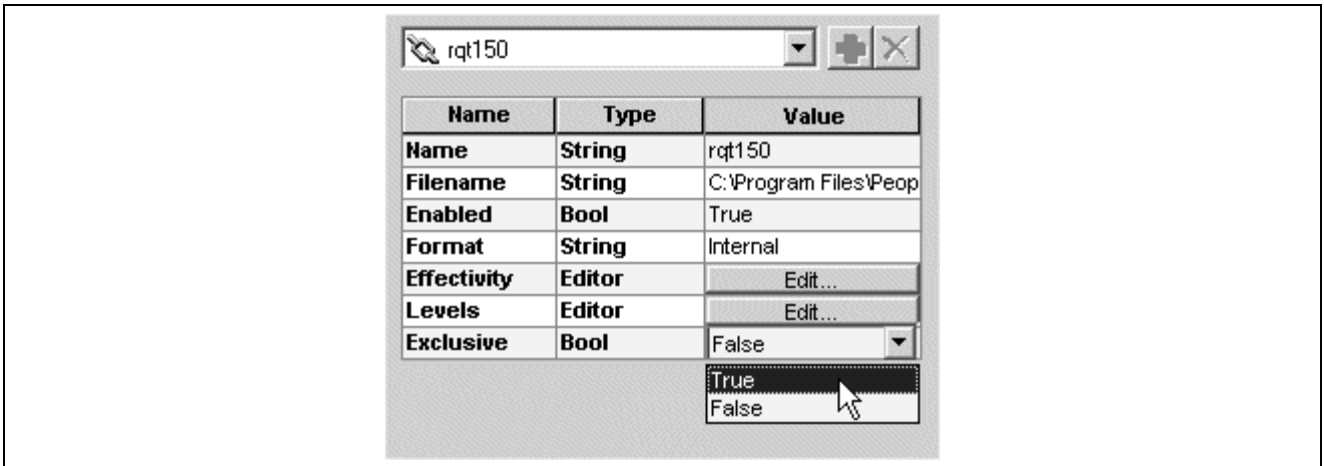 rqt150
Name Type Value
Name String rqt150
Filename String C:\Program Files\Peop
Enabled Bool True
Format String Internal
Effectivity Editor Edit...
Levels Editor Edit...
Exclusive Bool False
True
False